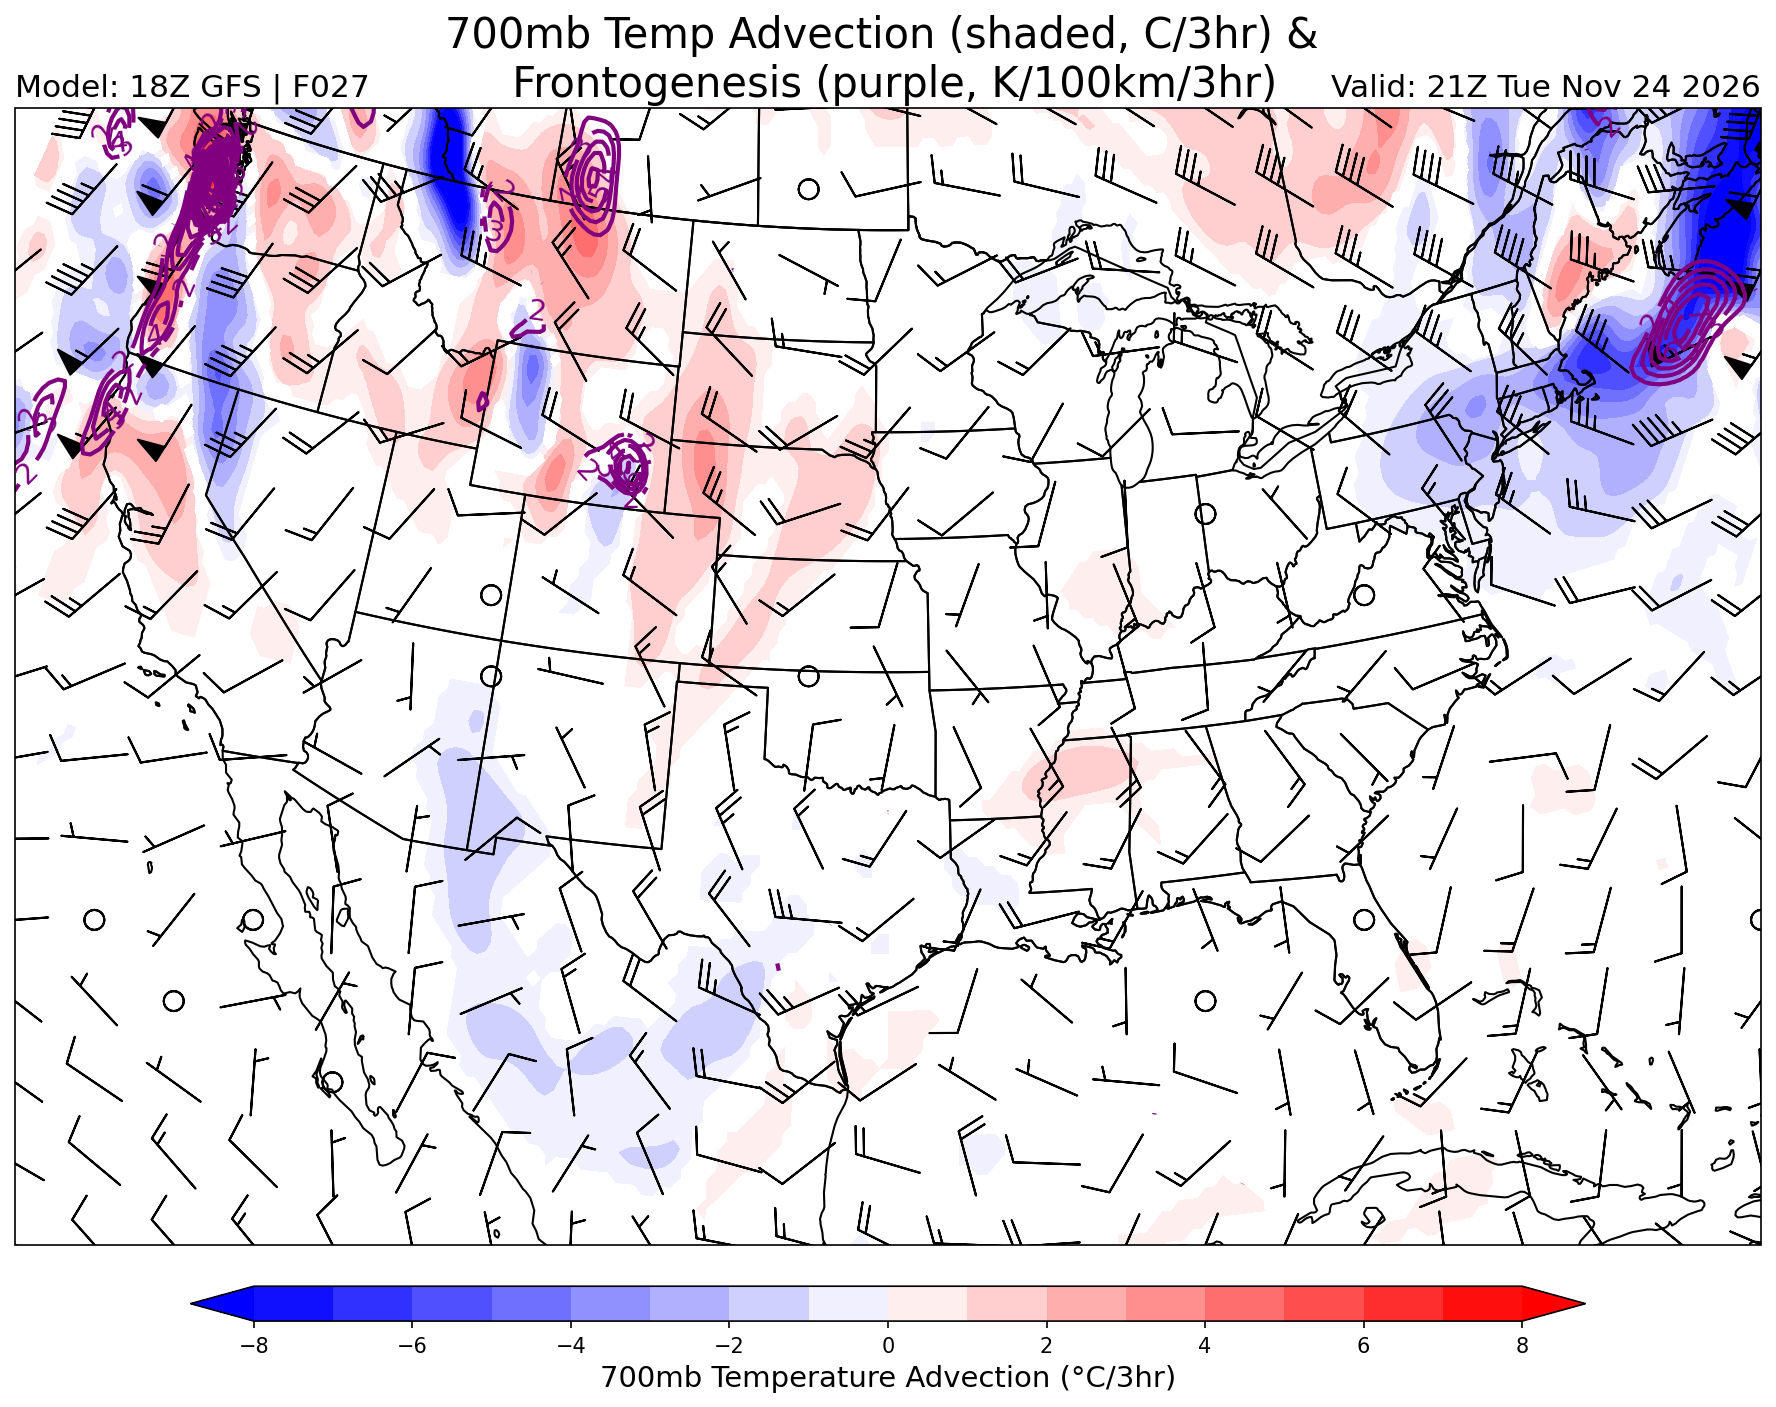 700mb Temp Advection (shaded, C/3hr) &
Model: 18Z GFS | F027
Frontogenesis (purple, K/100km/3hr)
Valid: 21Z Tue Nov 24 2026
−8 −6 −4 −2 0 2 4 6 8
700mb Temperature Advection (°C/3hr)